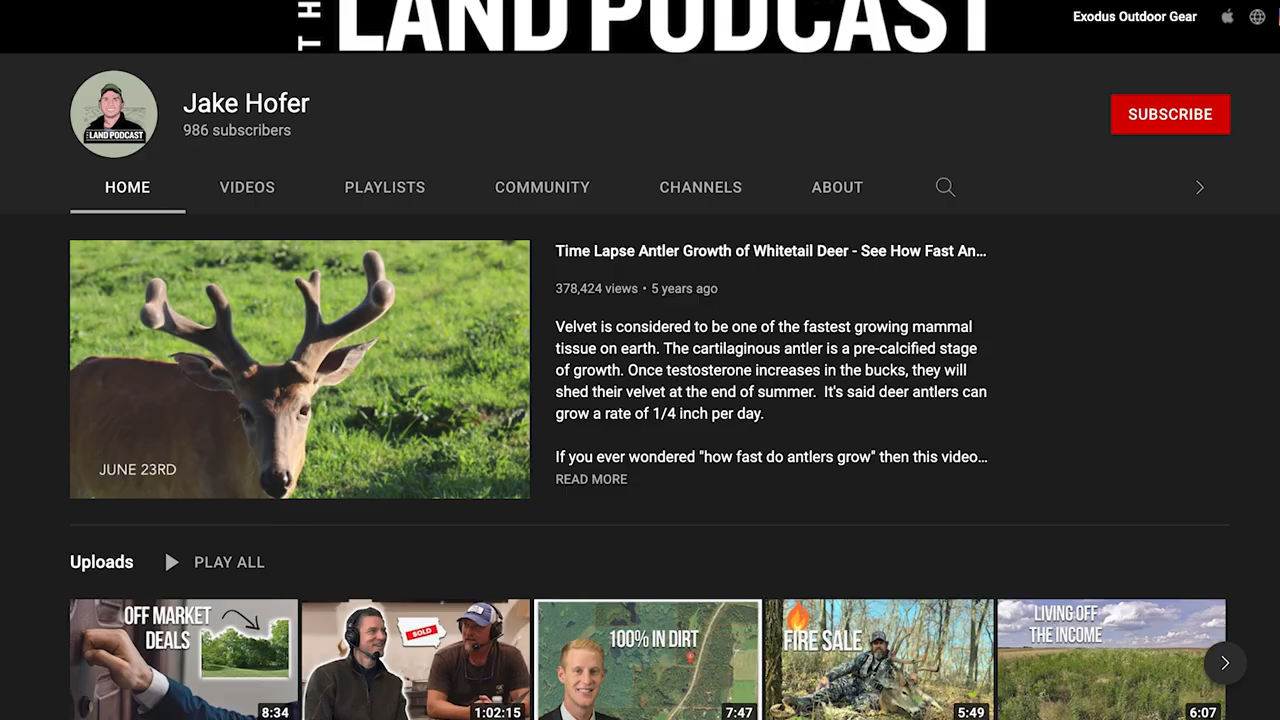 THE
LAND PODCAST
Exodus Outdoor Gear
LAND PODCAST
Jake Hofer
986 subscribers
SUBSCRIBE
HOME
VIDEOS
PLAYLISTS
COMMUNITY
CHANNELS
ABOUT
JUNE 23RD
Time Lapse Antler Growth of Whitetail Deer - See How Fast An...
378,424 views • 5 years ago
Velvet is considered to be one of the fastest growing mammal
tissue on earth. The cartilaginous antler is a pre-calcified stage
of growth. Once testosterone increases in the bucks, they will
shed their velvet at the end of summer.  It's said deer antlers can
grow a rate of 1/4 inch per day.
If you ever wondered "how fast do antlers grow" then this video...
READ MORE
Uploads
PLAY ALL
OFF MARKET
DEALS
8:34
SOLD
1:02:15
100% IN DIRT
7:47
FIRE SALE
5:49
LIVING OFF
THE INCOME
6:07